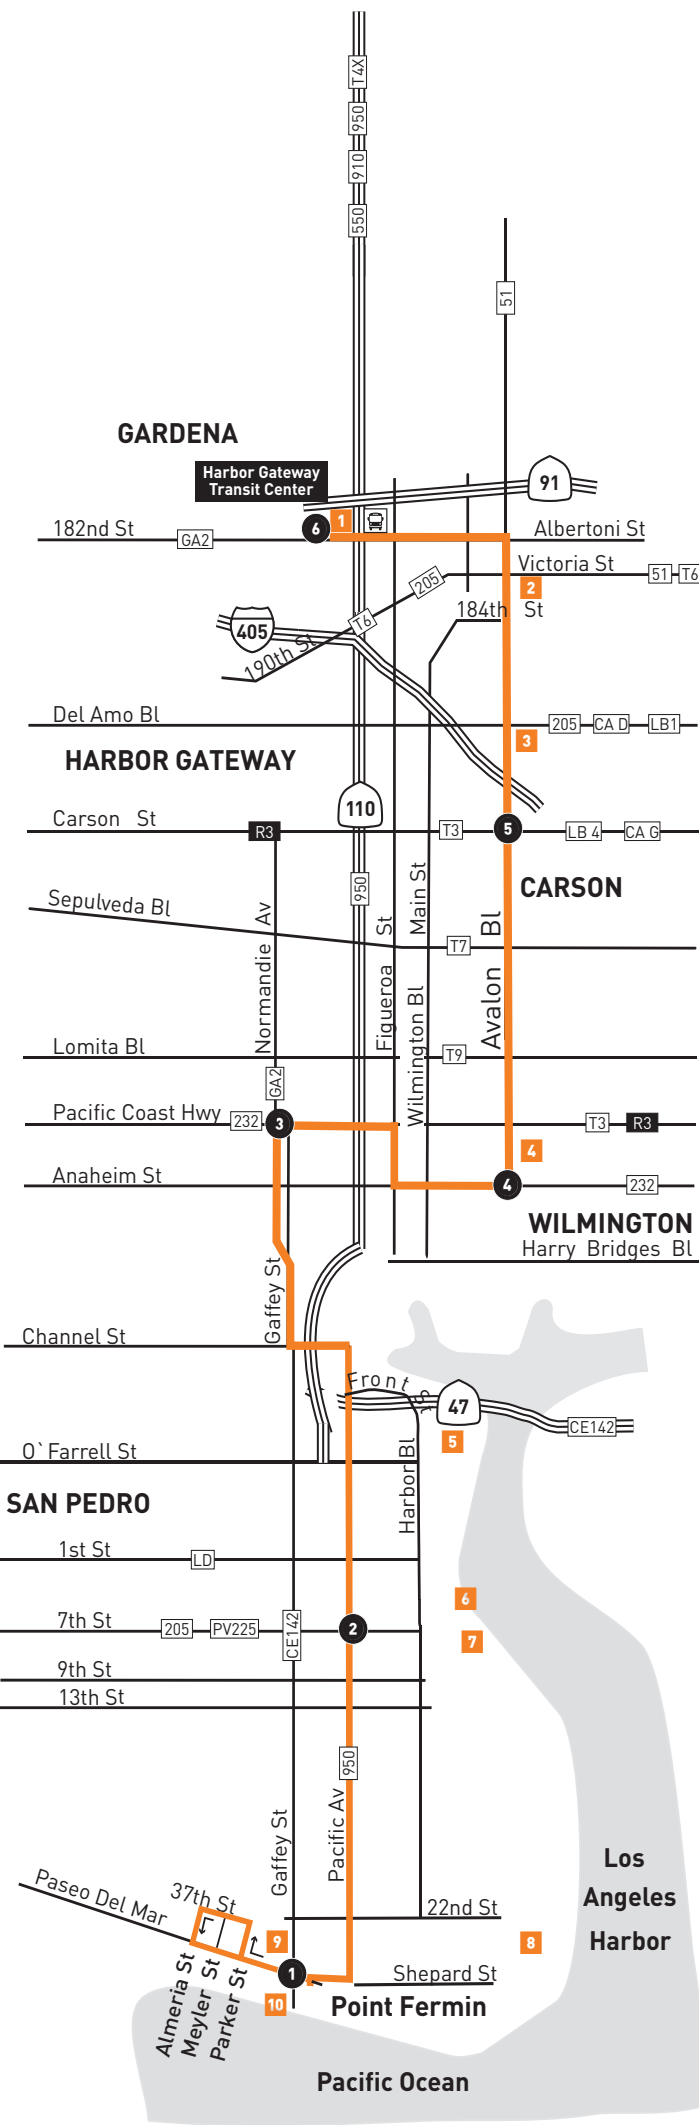 T4X
950
910
550
51
GARDENA
Harbor Gateway
Transit Center
91
6
1
182nd St
GA2
Albertoni St
Victoria St
51
T6
2
205
184th St
T6
405
190th St
Del Amo Bl
205
CA D
LB1
3
HARBOR GATEWAY
110
Carson St
R3
T3
5
LB 4
CA G
950
CARSON
Sepulveda Bl
Normandie Av
Figueroa St
Main St
Avalon Bl
T7
Lomita Bl
Wilmington Bl
T9
GA2
Pacific Coast Hwy
232
3
T3
R3
4
Anaheim St
4
232
WILMINGTON
Harry Bridges Bl
Gaffey St
Channel St
Front St
47
CE142
5
O`Farrell St
Harbor Bl
SAN PEDRO
1st St
LD
6
7th St
205
PV225
CE142
2
7
9th St
13th St
950
Pacific Av
Gaffey St
Los
Angeles
Harbor
Paseo Del Mar
37th St
22nd St
9
8
1
Shepard St
10
Point Fermin
Almeria St
Meyler St
Parker St
Pacific Ocean